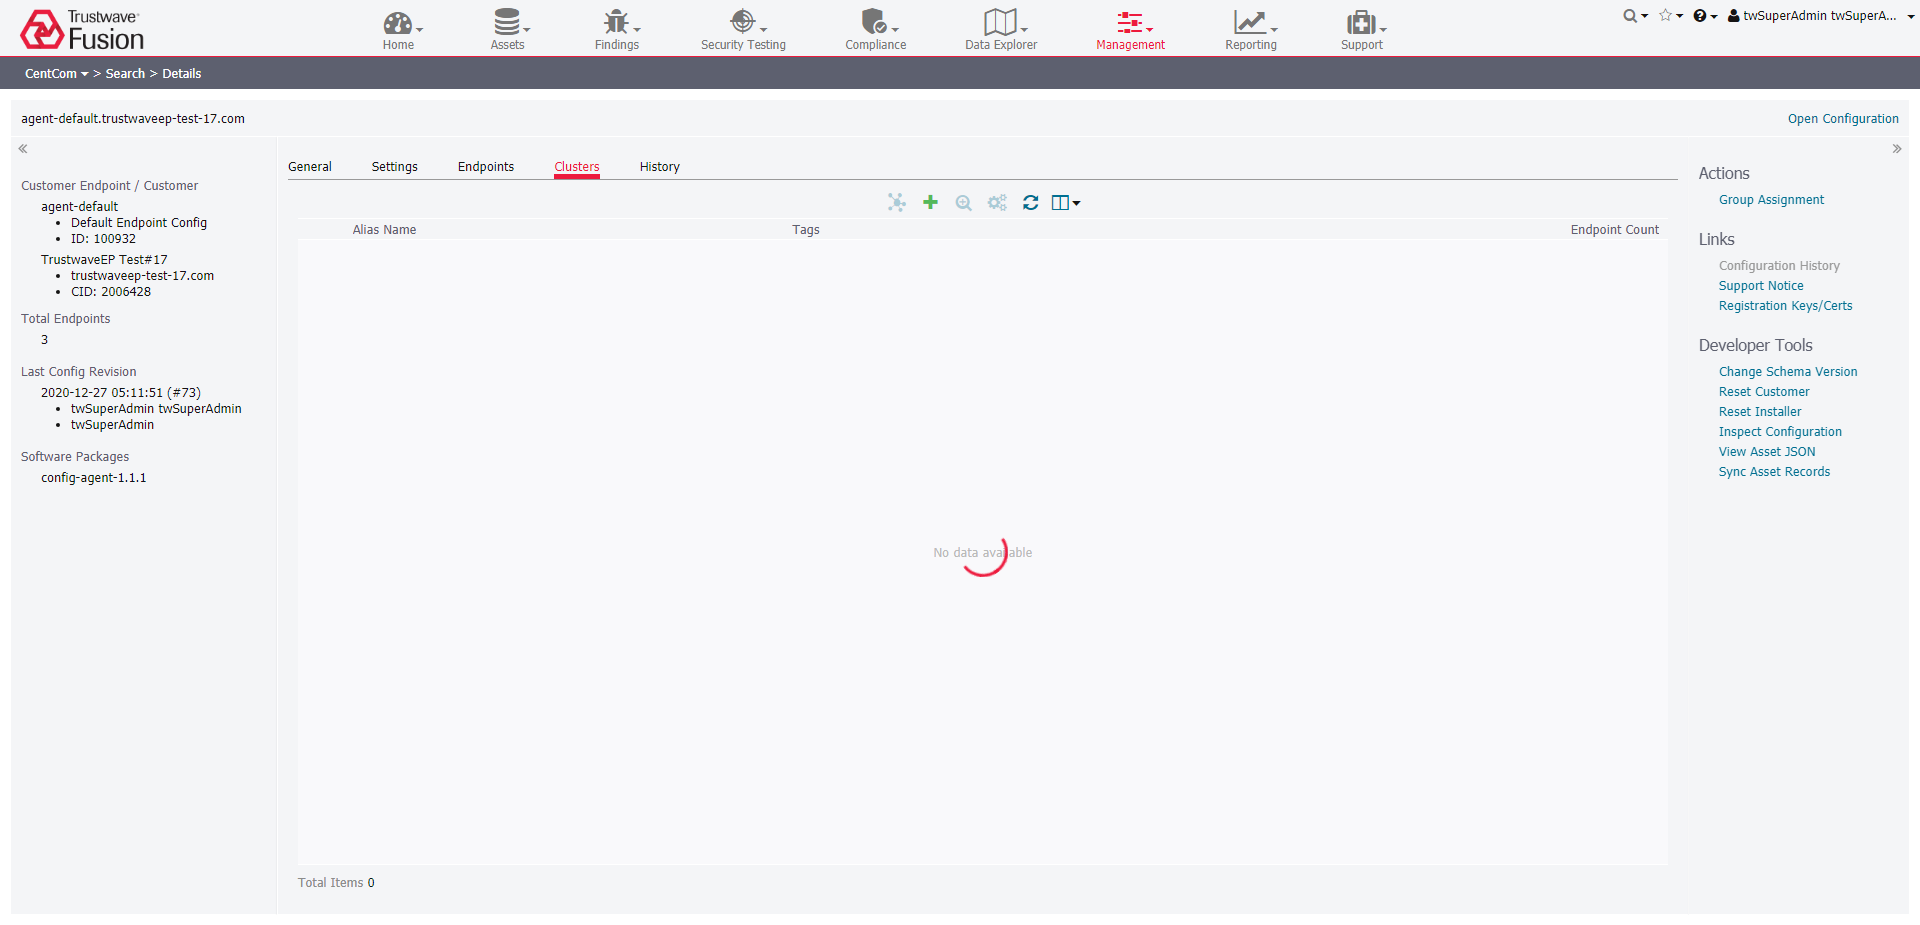 Trustwave
Fusion
Home
Assets
Findings
Security Testing
Compliance
Data Explorer
Management
Reporting
Support
twSuperAdmin twSuperA...
CentCom > Search > Details
agent-default.trustwaveep-test-17.com
Open Configuration
Customer Endpoint / Customer
agent-default
• Default Endpoint Config
• ID: 100932
TrustwaveEP Test#17
• trustwaveep-test-17.com
• CID: 2006428
Total Endpoints
3
Last Config Revision
2020-12-27 05:11:51 (#73)
• twSuperAdmin twSuperAdmin
• twSuperAdmin
Software Packages
config-agent-1.1.1
General
Settings
Endpoints
Clusters
History
Alias Name
Tags
Endpoint Count
No data available
Total Items 0
Actions
Group Assignment
Links
Configuration History
Support Notice
Registration Keys/Certs
Developer Tools
Change Schema Version
Reset Customer
Reset Installer
Inspect Configuration
View Asset JSON
Sync Asset Records